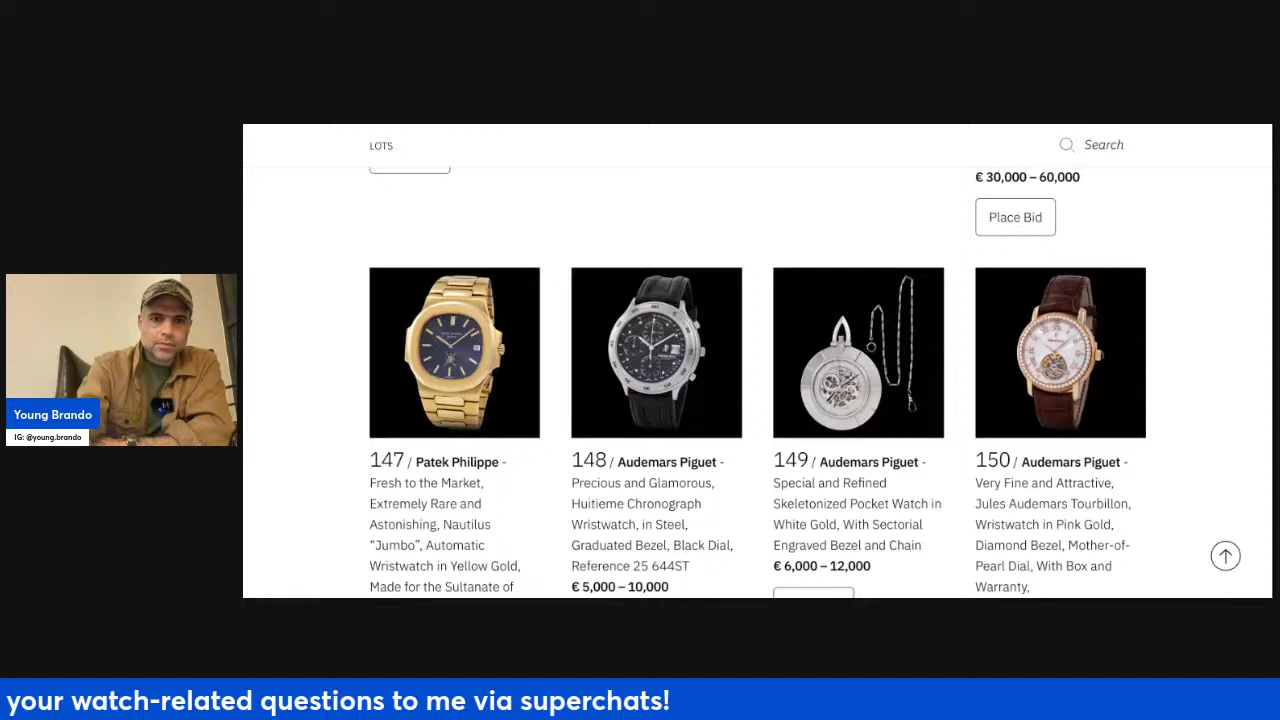 LOTS
Search
€ 30,000 – 60,000
Place Bid
147 / Patek Philippe -
Fresh to the Market,
Extremely Rare and
Astonishing, Nautilus
“Jumbo”, Automatic
Wristwatch in Yellow Gold,
Made for the Sultanate of
148 / Audemars Piguet -
Precious and Glamorous,
Huitieme Chronograph
Wristwatch, in Steel,
Graduated Bezel, Black Dial,
Reference 25 644ST
€ 5,000 – 10,000
149 / Audemars Piguet -
Special and Refined
Skeletonized Pocket Watch in
White Gold, With Sectorial
Engraved Bezel and Chain
€ 6,000 – 12,000
150 / Audemars Piguet -
Very Fine and Attractive,
Jules Audemars Tourbillon,
Wristwatch in Pink Gold,
Diamond Bezel, Mother-of-
Pearl Dial, With Box and
Warranty,
Young Brando
IG: @young.brando
your watch-related questions to me via superchats!